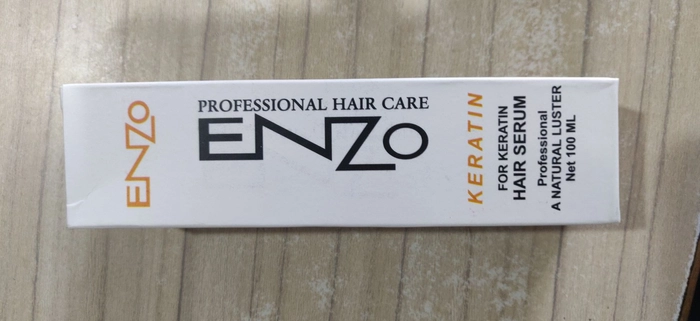 ENZO
PROFESSIONAL HAIR CARE
ENZO
KERATIN
FOR KERATIN
HAIR SERUM
Professional
A NATURAL LUSTER
Net 100 ML